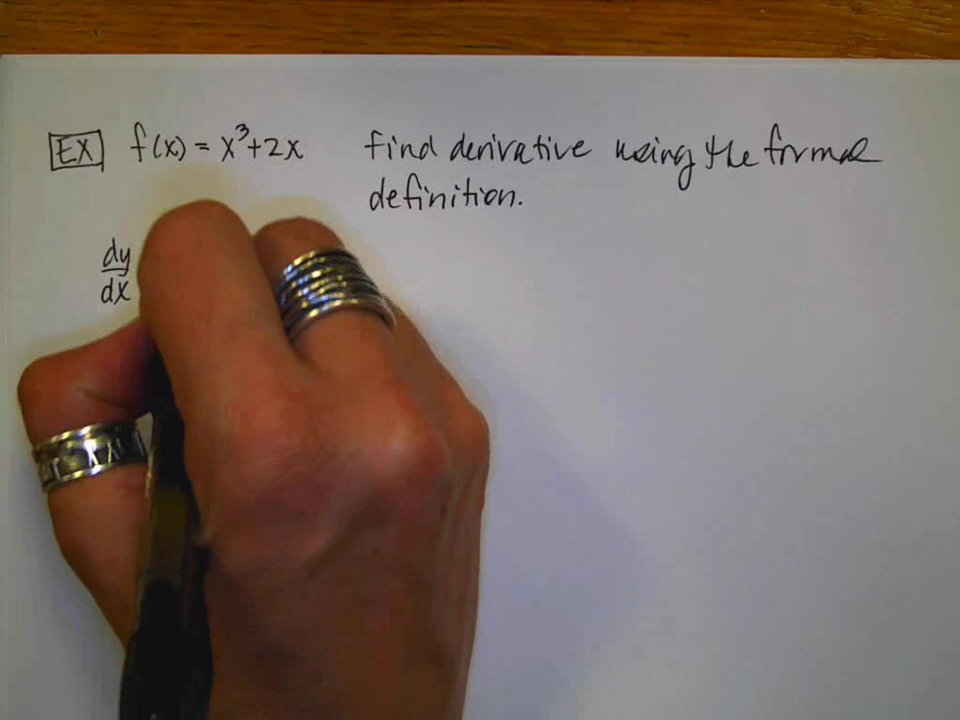 EX f(x) = x³+2x find derivative using the formal
definition.
dy
dx